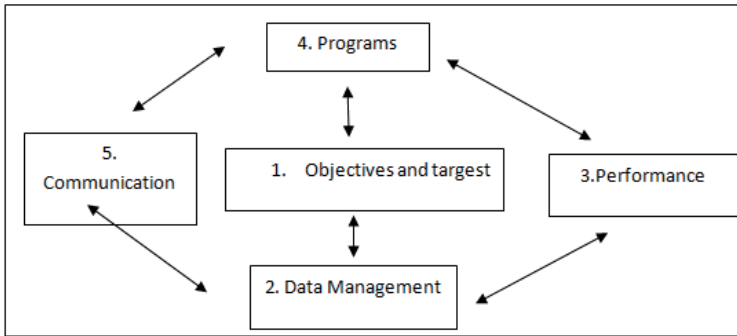 4. Programs
5.
Communication
1. Objectives and targest
3.Performance
2. Data Management